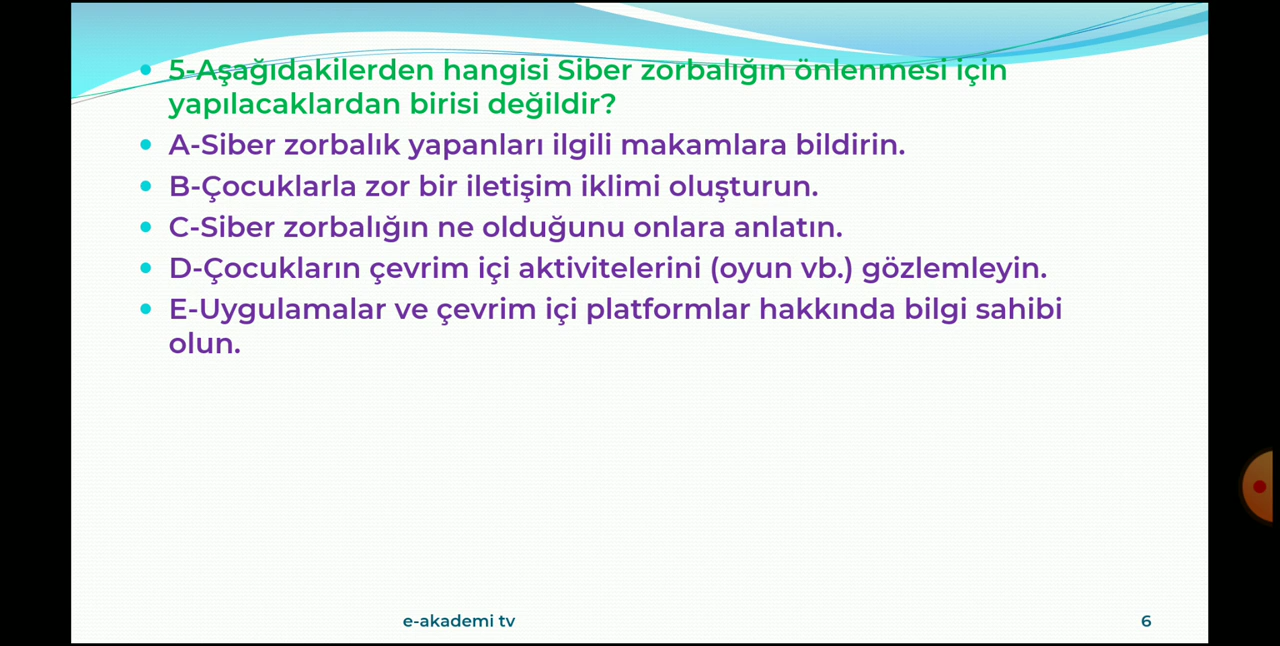 5-Aşağıdakilerden hangisi Siber zorbalığın önlenmesi için
yapılacaklardan birisi değildir?
A-Siber zorbalık yapanları ilgili makamlara bildirin.
B-Çocuklarla zor bir iletişim iklimi oluşturun.
C-Siber zorbalığın ne olduğunu onlara anlatın.
D-Çocukların çevrim içi aktivitelerini (oyun vb.) gözlemleyin.
E-Uygulamalar ve çevrim içi platformlar hakkında bilgi sahibi
olun.
e-akademi tv
6